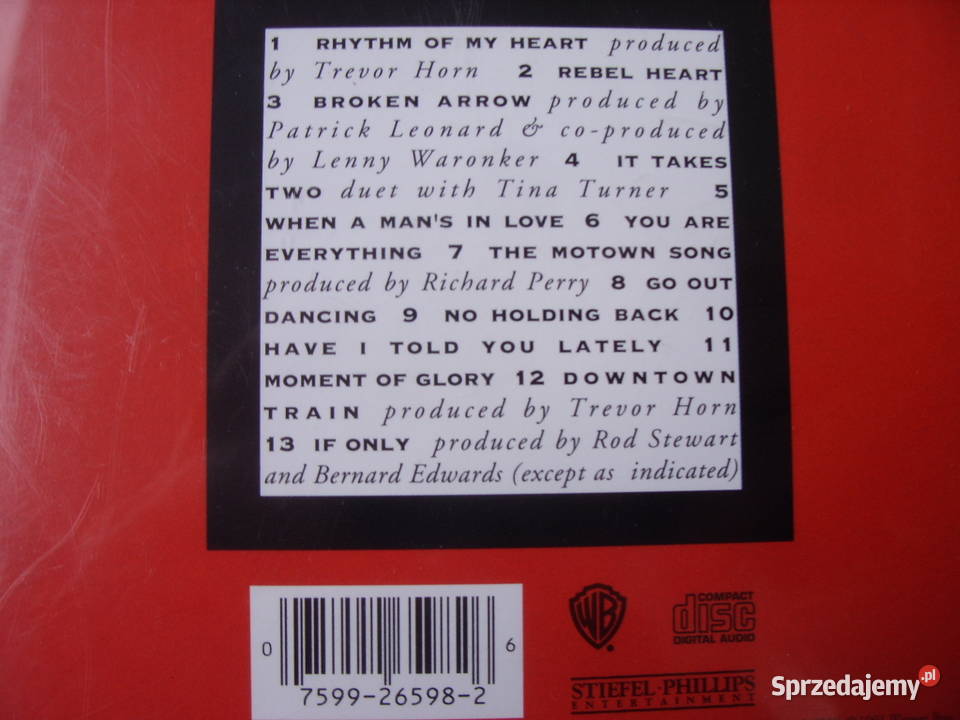 1 RHYTHM OF MY HEART produced
by Trevor Horn 2 REBEL HEART
3 BROKEN ARROW produced by
Patrick Leonard & co-produced
by Lenny Waronker 4 IT TAKES
TWO duet with Tina Turner 5
WHEN A MAN'S IN LOVE 6 YOU ARE
EVERYTHING 7 THE MOTOWN SONG
produced by Richard Perry 8 GO OUT
DANCING 9 NO HOLDING BACK 10
HAVE I TOLD YOU LATELY 11
MOMENT OF GLORY 12 DOWNTOWN
TRAIN produced by Trevor Horn
13 IF ONLY produced by Rod Stewart
and Bernard Edwards (except as indicated)
0 6
7599-26598-2
WB
COMPACT
disc
DIGITAL AUDIO
STIEFEL·PHILLIPS
ENTERTAINMENT
Sprzedajemy.pl